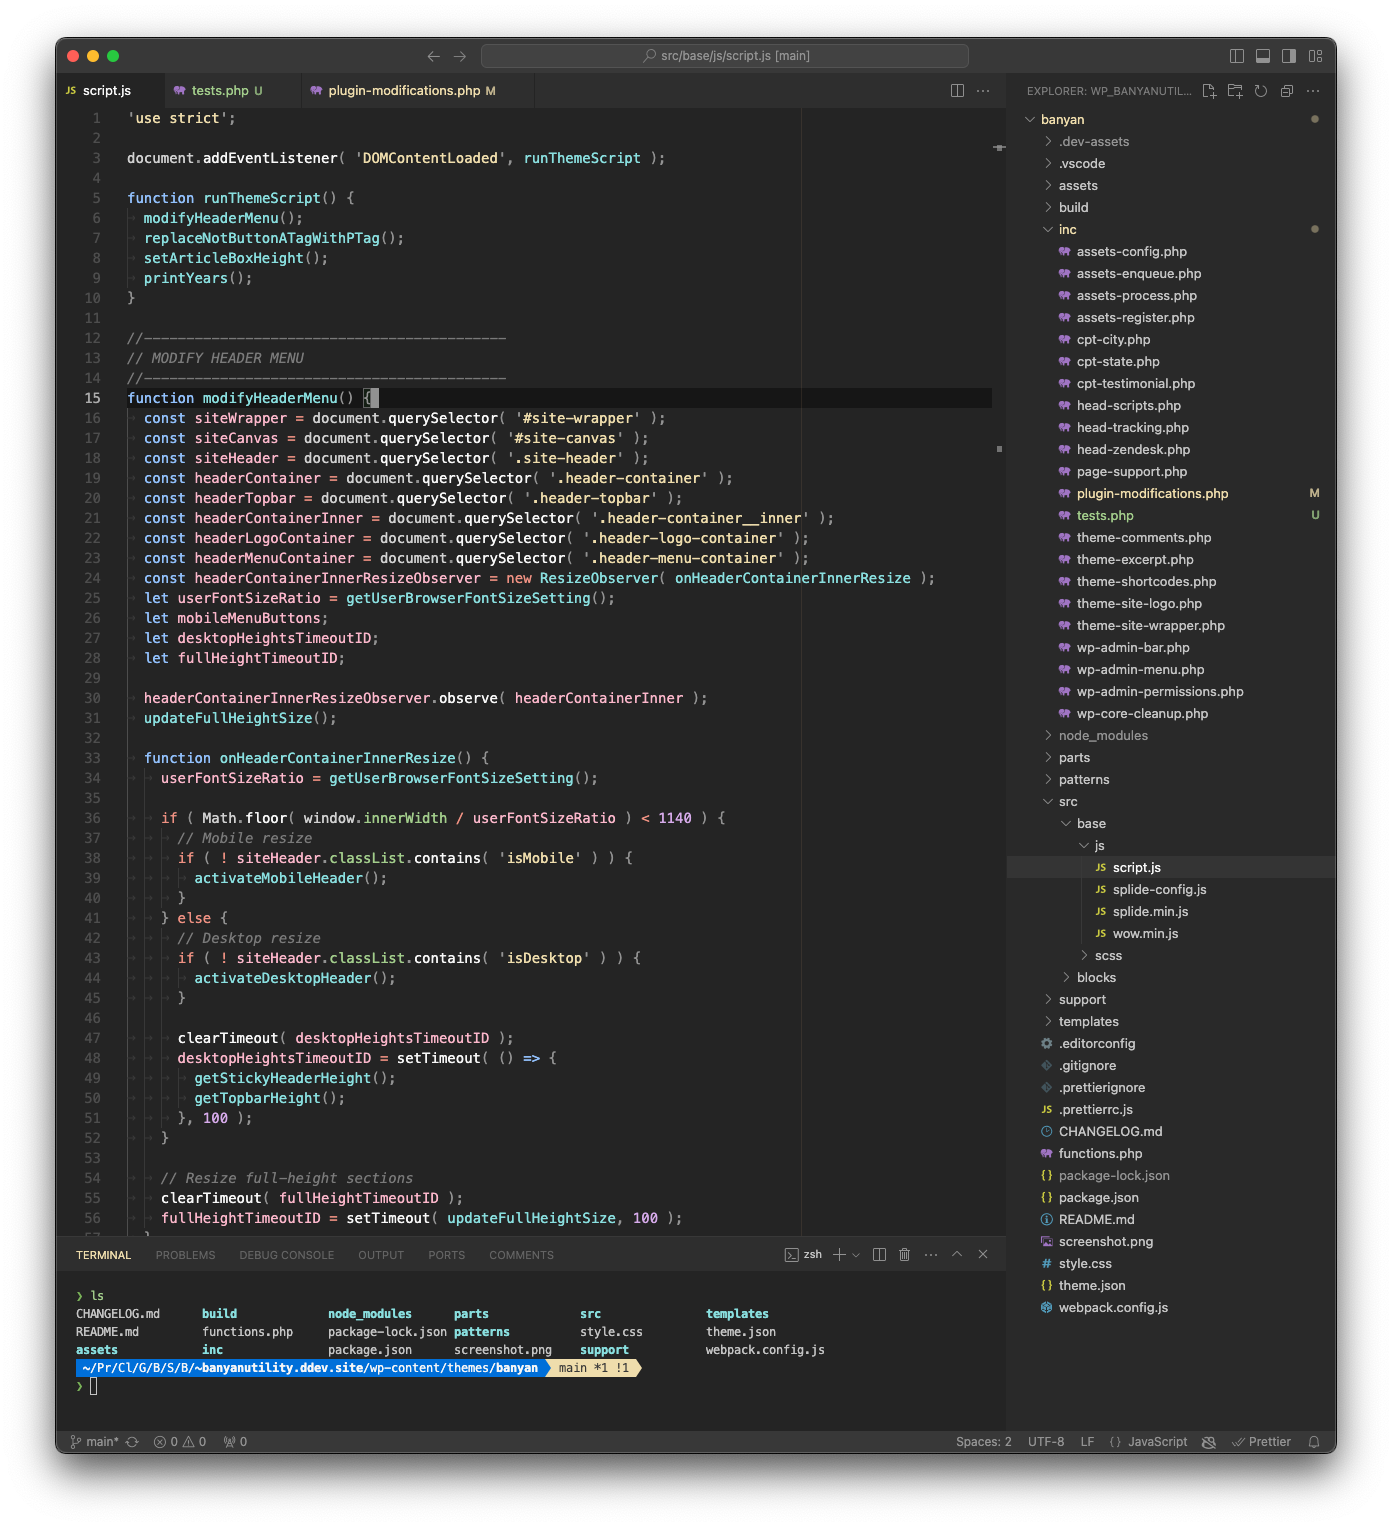 src/base/js/script.js [main]
JS script.js
tests.php U
plugin-modifications.php M
1 'use strict';
2
3 document.addEventListener( 'DOMContentLoaded', runThemeScript );
4
5 function runThemeScript() {
6 modifyHeaderMenu();
7 replaceNotButtonATagWithPTag();
8 setArticleBoxHeight();
9 printYears();
10 }
11
12 //-------------------------------------------
13 // MODIFY HEADER MENU
14 //-------------------------------------------
15 function modifyHeaderMenu() {
16 const siteWrapper = document.querySelector( '#site-wrapper' );
17 const siteCanvas = document.querySelector( '#site-canvas' );
18 const siteHeader = document.querySelector( '.site-header' );
19 const headerContainer = document.querySelector( '.header-container' );
20 const headerTopbar = document.querySelector( '.header-topbar' );
21 const headerContainerInner = document.querySelector( '.header-container__inner' );
22 const headerLogoContainer = document.querySelector( '.header-logo-container' );
23 const headerMenuContainer = document.querySelector( '.header-menu-container' );
24 const headerContainerInnerResizeObserver = new ResizeObserver( onHeaderContainerInnerResize );
25 let userFontSizeRatio = getUserBrowserFontSizeSetting();
26 let mobileMenuButtons;
27 let desktopHeightsTimeoutID;
28 let fullHeightTimeoutID;
29
30 headerContainerInnerResizeObserver.observe( headerContainerInner );
31 updateFullHeightSize();
32
33 function onHeaderContainerInnerResize() {
34 userFontSizeRatio = getUserBrowserFontSizeSetting();
35
36 if ( Math.floor( window.innerWidth / userFontSizeRatio ) < 1140 ) {
37 // Mobile resize
38 if ( ! siteHeader.classList.contains( 'isMobile' ) ) {
39 activateMobileHeader();
40 }
41 } else {
42 // Desktop resize
43 if ( ! siteHeader.classList.contains( 'isDesktop' ) ) {
44 activateDesktopHeader();
45 }
46
47 clearTimeout( desktopHeightsTimeoutID );
48 desktopHeightsTimeoutID = setTimeout( () => {
49 getStickyHeaderHeight();
50 getTopbarHeight();
51 }, 100 );
52 }
53
54 // Resize full-height sections
55 clearTimeout( fullHeightTimeoutID );
56 fullHeightTimeoutID = setTimeout( updateFullHeightSize, 100 );
EXPLORER: WP_BANYANUTIL...
banyan
.dev-assets
.vscode
assets
build
inc
assets-config.php
assets-enqueue.php
assets-process.php
assets-register.php
cpt-city.php
cpt-state.php
cpt-testimonial.php
head-scripts.php
head-tracking.php
head-zendesk.php
page-support.php
plugin-modifications.php M
tests.php U
theme-comments.php
theme-excerpt.php
theme-shortcodes.php
theme-site-logo.php
theme-site-wrapper.php
wp-admin-bar.php
wp-admin-menu.php
wp-admin-permissions.php
wp-core-cleanup.php
node_modules
parts
patterns
src
base
js
JS script.js
JS splide-config.js
JS splide.min.js
JS wow.min.js
scss
blocks
support
templates
.editorconfig
.gitignore
.prettierignore
JS .prettierrc.js
CHANGELOG.md
functions.php
{} package-lock.json
{} package.json
README.md
screenshot.png
# style.css
{} theme.json
webpack.config.js
TERMINAL PROBLEMS DEBUG CONSOLE OUTPUT PORTS COMMENTS
zsh
❯ ls
CHANGELOG.md build node_modules parts src templates
README.md functions.php package-lock.json patterns style.css theme.json
assets inc package.json screenshot.png support webpack.config.js
~/Pr/Cl/G/B/S/B/~banyanutility.ddev.site/wp-content/themes/banyan main *1 !1
❯
main* 0 0 0
Spaces: 2 UTF-8 LF {} JavaScript Prettier